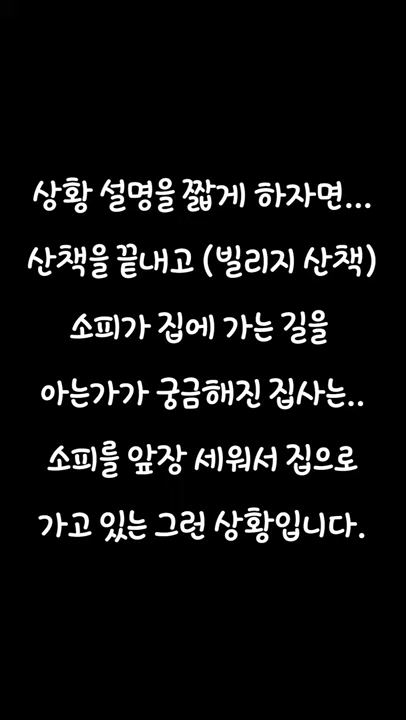 상황 설명을 짧게 하자면...
산책을 끝내고 (빌리지 산책)
소피가 집에 가는 길을
아는가가 궁금해진 집사는..
소피를 앞장 세워서 집으로
가고 있는 그런 상황입니다.